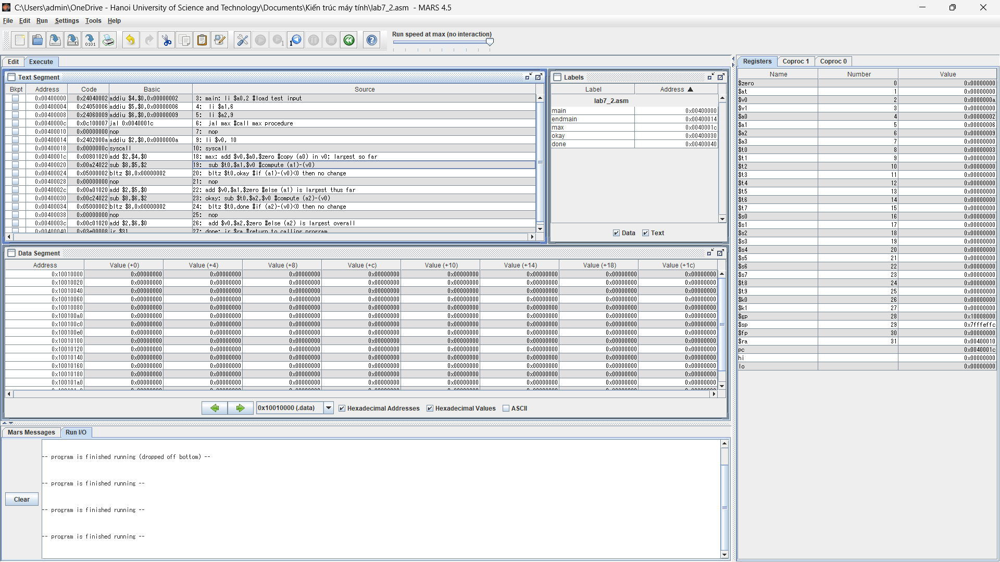 C:\Users\admin\OneDrive - Hanoi University of Science and Technology\Documents\Kiến trúc máy tính\lab7_2.asm - MARS 4.5
File Edit Run Settings Tools Help
Run speed at max (no interaction)
Edit Execute
Text Segment
Bkpt Address Code Basic Source
0x00400000 0x24040002 addiu $4,$0,0x00000002 3: main: li $a0,2 #load test input
0x00400004 0x24050006 addiu $5,$0,0x00000006 4: li $a1,6
0x00400008 0x24060009 addiu $6,$0,0x00000009 5: li $a2,9
0x0040000c 0x0c100007 jal 0x0040001c 6: jal max #call max procedure
0x00400010 0x00000000 nop 7: nop
0x00400014 0x2402000a addiu $2,$0,0x0000000a 9: li $v0, 10
0x00400018 0x0000000c syscall 10: syscall
0x0040001c 0x00801020 add $2,$4,$0 18: max: add $v0,$a0,$zero #copy (a0) in v0; largest so far
0x00400020 0x00a24022 sub $8,$5,$2 19: sub $t0,$a1,$v0 #compute (a1)-(v0)
0x00400024 0x05000002 bltz $8,0x00000002 20: bltz $t0,okay #if (a1)-(v0)<0 then no change
0x00400028 0x00000000 nop 21: nop
0x0040002c 0x00a01020 add $2,$5,$0 22: add $v0,$a1,$zero #else (a1) is largest thus far
0x00400030 0x00c24022 sub $8,$6,$2 23: okay: sub $t0,$a2,$v0 #compute (a2)-(v0)
0x00400034 0x05000002 bltz $8,0x00000002 24: bltz $t0,done #if (a2)-(v0)<0 then no change
0x00400038 0x00000000 nop 25: nop
0x0040003c 0x00c01020 add $2,$6,$0 26: add $v0,$a2,$zero #else (a2) is largest overall
0x00400040 0x03e00008 jr $31 27: done: jr $ra #return to calling program
Labels
Label Address ▲
lab7_2.asm
main 0x00400000
endmain 0x00400014
max 0x0040001c
okay 0x00400030
done 0x00400040
Data Text
Data Segment
Address Value (+0) Value (+4) Value (+8) Value (+c) Value (+10) Value (+14) Value (+18) Value (+1c)
0x10010000 0x00000000 0x00000000 0x00000000 0x00000000 0x00000000 0x00000000 0x00000000 0x00000000
0x10010020 0x00000000 0x00000000 0x00000000 0x00000000 0x00000000 0x00000000 0x00000000 0x00000000
0x10010040 0x00000000 0x00000000 0x00000000 0x00000000 0x00000000 0x00000000 0x00000000 0x00000000
0x10010060 0x00000000 0x00000000 0x00000000 0x00000000 0x00000000 0x00000000 0x00000000 0x00000000
0x10010080 0x00000000 0x00000000 0x00000000 0x00000000 0x00000000 0x00000000 0x00000000 0x00000000
0x100100a0 0x00000000 0x00000000 0x00000000 0x00000000 0x00000000 0x00000000 0x00000000 0x00000000
0x100100c0 0x00000000 0x00000000 0x00000000 0x00000000 0x00000000 0x00000000 0x00000000 0x00000000
0x100100e0 0x00000000 0x00000000 0x00000000 0x00000000 0x00000000 0x00000000 0x00000000 0x00000000
0x10010100 0x00000000 0x00000000 0x00000000 0x00000000 0x00000000 0x00000000 0x00000000 0x00000000
0x10010120 0x00000000 0x00000000 0x00000000 0x00000000 0x00000000 0x00000000 0x00000000 0x00000000
0x10010140 0x00000000 0x00000000 0x00000000 0x00000000 0x00000000 0x00000000 0x00000000 0x00000000
0x10010160 0x00000000 0x00000000 0x00000000 0x00000000 0x00000000 0x00000000 0x00000000 0x00000000
0x10010180 0x00000000 0x00000000 0x00000000 0x00000000 0x00000000 0x00000000 0x00000000 0x00000000
0x100101a0 0x00000000 0x00000000 0x00000000 0x00000000 0x00000000 0x00000000 0x00000000 0x00000000
0x10010000 (.data) Hexadecimal Addresses Hexadecimal Values ASCII
Mars Messages Run I/O
-- program is finished running (dropped off bottom) --
-- program is finished running --
Clear
-- program is finished running --
-- program is finished running --
Registers Coproc 1 Coproc 0
Name Number Value
$zero 0 0x00000000
$at 1 0x00000000
$v0 2 0x0000000a
$v1 3 0x00000000
$a0 4 0x00000002
$a1 5 0x00000006
$a2 6 0x00000009
$a3 7 0x00000000
$t0 8 0x00000003
$t1 9 0x00000000
$t2 10 0x00000000
$t3 11 0x00000000
$t4 12 0x00000000
$t5 13 0x00000000
$t6 14 0x00000000
$t7 15 0x00000000
$s0 16 0x00000000
$s1 17 0x00000000
$s2 18 0x00000000
$s3 19 0x00000000
$s4 20 0x00000000
$s5 21 0x00000000
$s6 22 0x00000000
$s7 23 0x00000000
$t8 24 0x00000000
$t9 25 0x00000000
$k0 26 0x00000000
$k1 27 0x00000000
$gp 28 0x10008000
$sp 29 0x7fffeffc
$fp 30 0x00000000
$ra 31 0x00400010
pc 0x0040001c
hi 0x00000000
lo 0x00000000